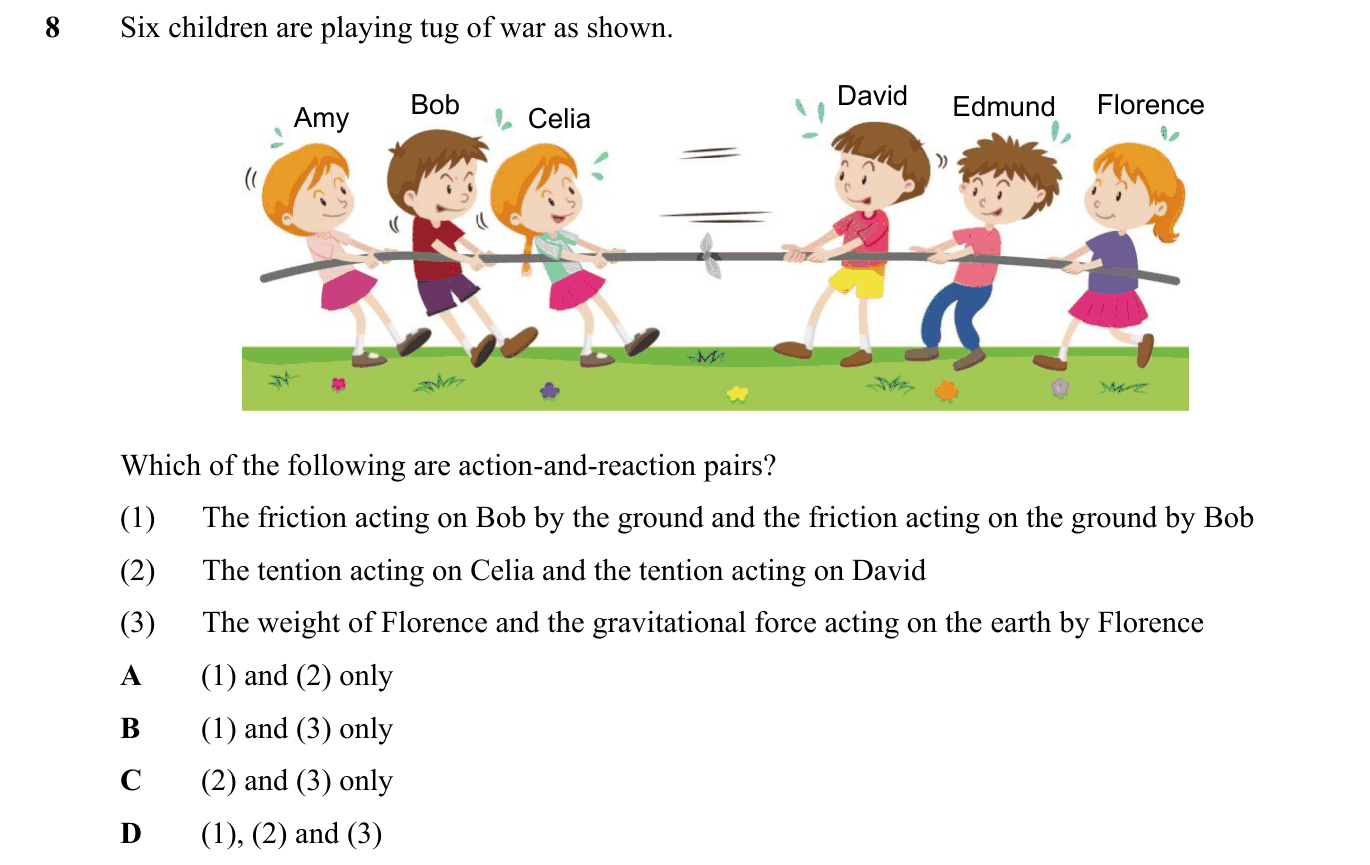 8 Six children are playing tug of war as shown.
Amy Bob Celia David Edmund Florence
Which of the following are action-and-reaction pairs?
(1) The friction acting on Bob by the ground and the friction acting on the ground by Bob
(2) The tention acting on Celia and the tention acting on David
(3) The weight of Florence and the gravitational force acting on the earth by Florence
A (1) and (2) only
B (1) and (3) only
C (2) and (3) only
D (1), (2) and (3)